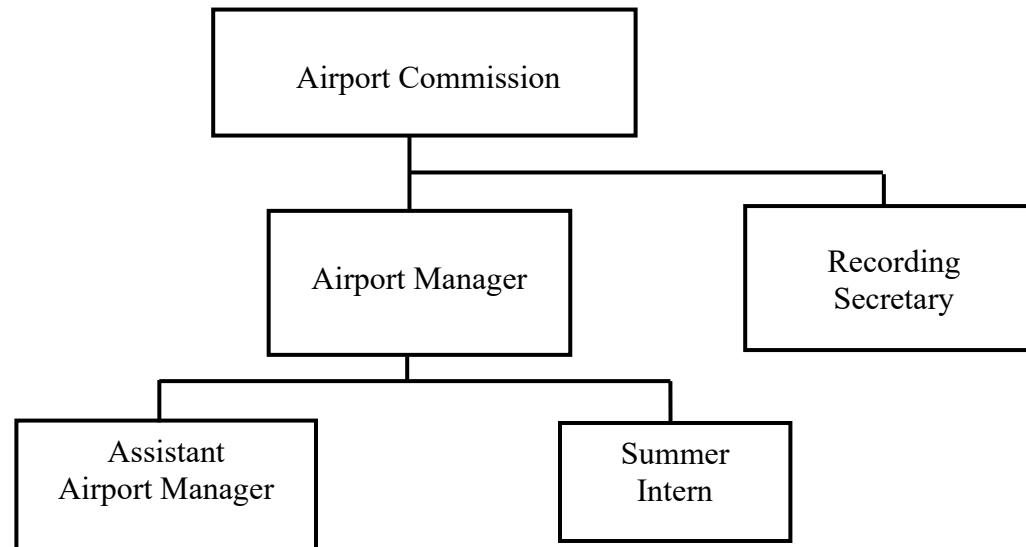 Airport Commission
Airport Manager
Recording
Secretary
Assistant
Airport Manager
Summer
Intern